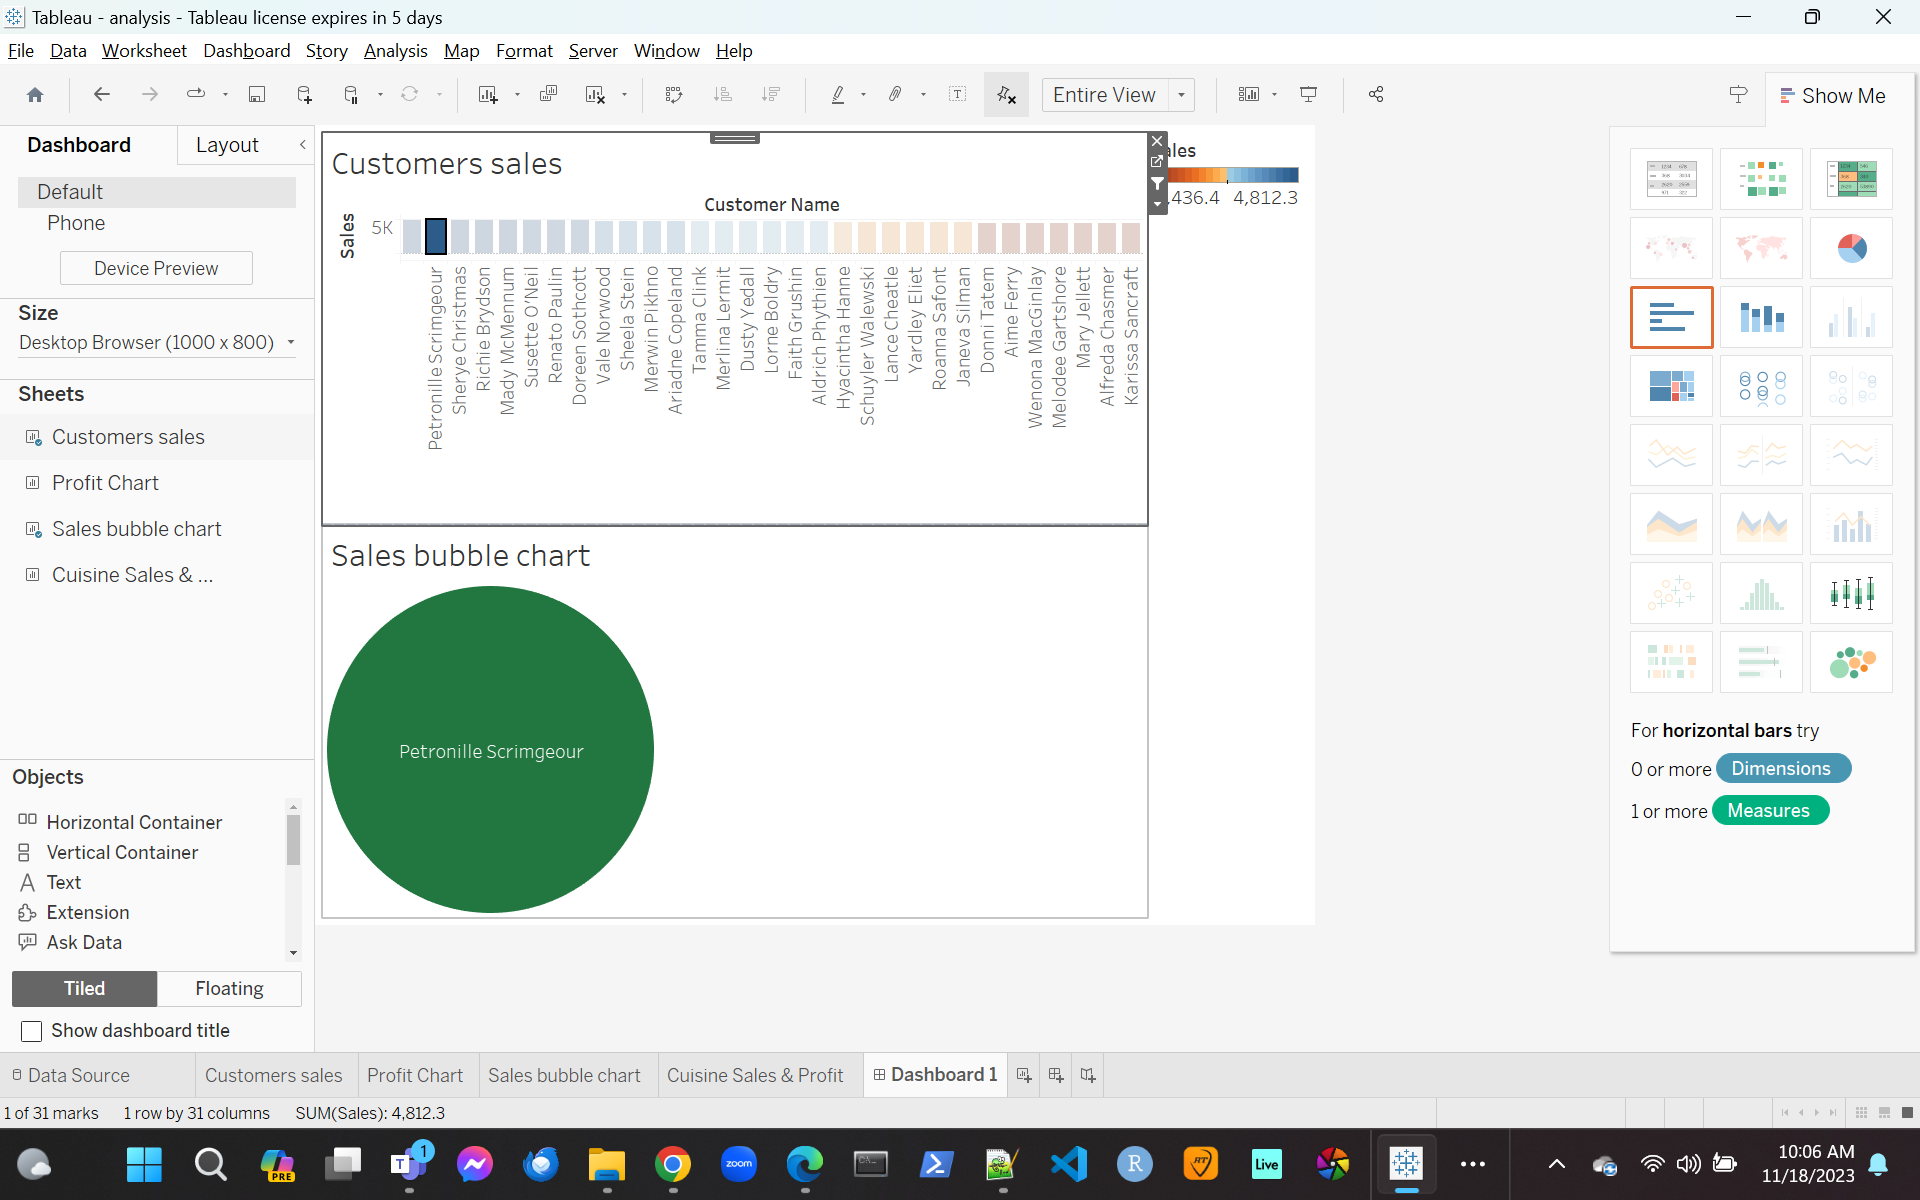 Tableau - analysis - Tableau license expires in 5 days
File Data Worksheet Dashboard Story Analysis Map Format Server Window Help
Entire View
Show Me
Dashboard
Layout
Default
Phone
Device Preview
Size
Desktop Browser (1000 x 800)
Sheets
Customers sales
Profit Chart
Sales bubble chart
Cuisine Sales & ...
Objects
Horizontal Container
Vertical Container
Text
Extension
Ask Data
Tiled
Floating
Show dashboard title
Customers sales
Customer Name
Sales
5K
Petronille Scrimgeour
Sherye Christmas
Richie Brydson
Mady McMennum
Susette O'Neil
Renato Paulin
Doreen Sothcott
Vale Norwood
Sheela Stein
Merwin Pikhno
Ariadne Copeland
Tamma Clink
Merlina Lermit
Dusty Yedall
Lorne Boldry
Faith Grushin
Aldrich Phythien
Hyacintha Hanne
Schuyler Walewski
Lance Cheatle
Yardley Eliet
Roanna Safont
Janeva Silman
Donni Tatem
Aime Ferry
Wenona MacGinlay
Melodee Gartshore
Mary Jellett
Alfreda Chasmer
Karissa Sancraft
ales
,436.4 4,812.3
Sales bubble chart
Petronille Scrimgeour
For horizontal bars try
0 or more Dimensions
1 or more Measures
Data Source
Customers sales
Profit Chart
Sales bubble chart
Cuisine Sales & Profit
Dashboard 1
1 of 31 marks 1 row by 31 columns SUM(Sales): 4,812.3
PRE
T
1
zoom
R
RT
Live
10:06 AM
11/18/2023